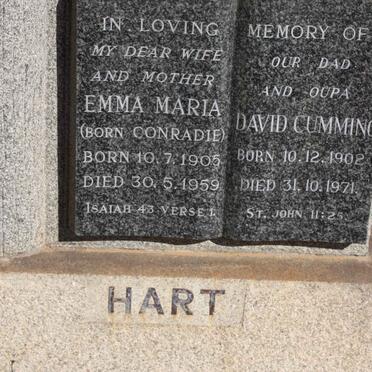 IN LOVING
MY DEAR WIFE
AND MOTHER
EMMA MARIA
(BORN CONRADIE)
BORN 10.7.1905
DIED 30.5.1959
ISAIAH 43 VERSE 1.
MEMORY OF
OUR DAD
AND OUPA
DAVID CUMMING
BORN 10.12.1902
DIED 31.10.1971
ST. JOHN 11:25
HART